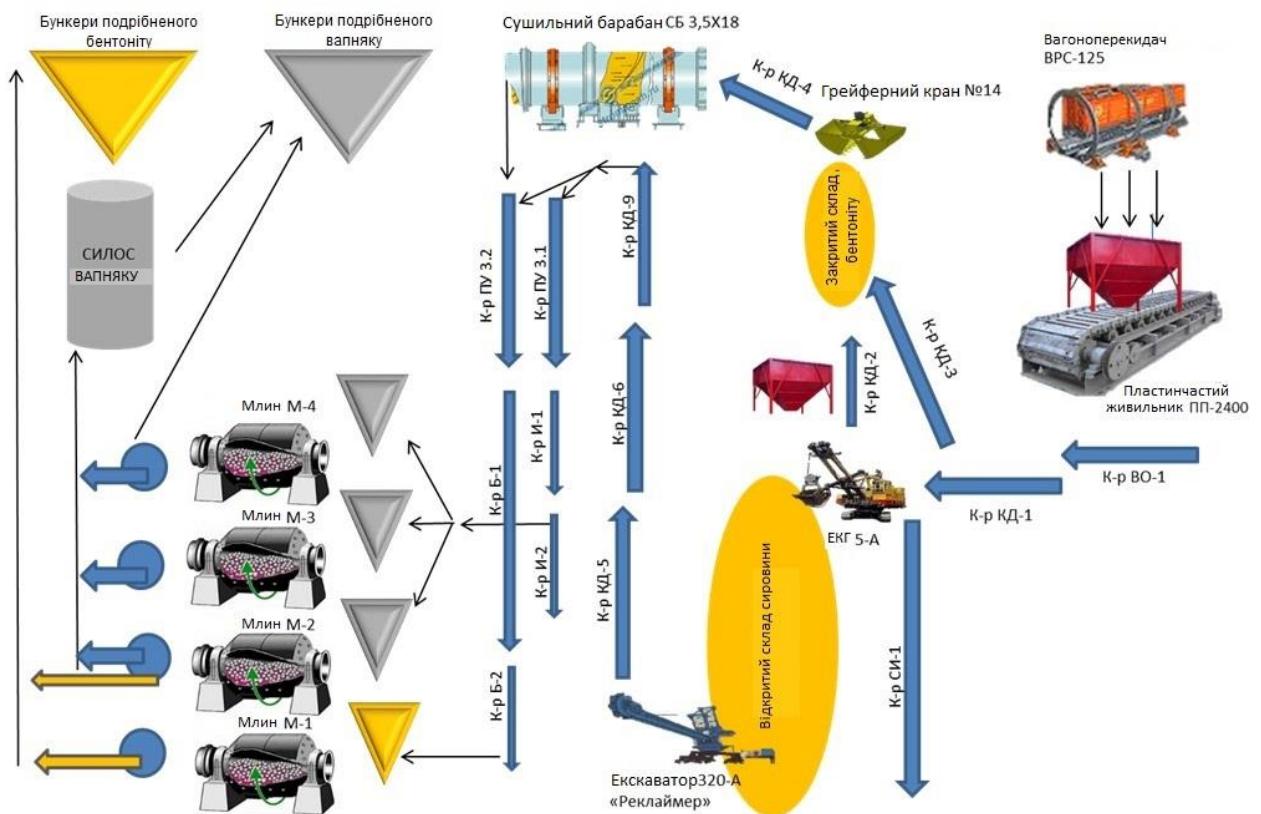 Бункери подрібненого
бентоніту
Бункери подрібненого
вапняку
Сушильний барабан СБ 3,5Х18
Вагоноперекидач
ВРС-125
К-р КД-4
Грейферний кран №14
СИЛОС
ВАПНЯКУ
К-р ПУ 3.2
К-р ПУ 3.1
К-р КД-9
Закритий склад,
бентоніту
К-р КД-3
К-р КД-2
Пластинчастий
живильник ПП-2400
Млин М-4
К-р И-1
К-р КД-6
К-р Б-1
К-р ВО-1
К-р КД-1
ЕКГ 5-А
Млин М-3
К-р И-2
К-р КД-5
Відкритий склад сировини
К-р СИ-1
Млин М-2
К-р Б-2
Млин М-1
Екскаватор320-А
«Реклаймер»